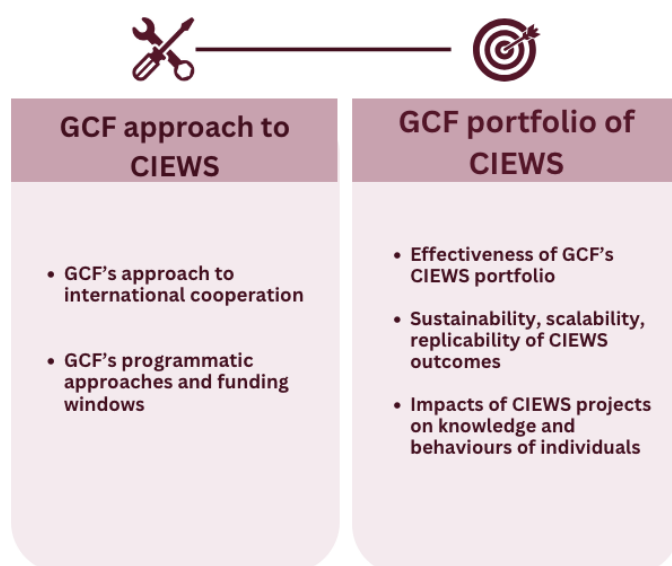 GCF approach to
CIEWS
• GCF's approach to
international cooperation
• GCF's programmatic
approaches and funding
windows
GCF portfolio of
CIEWS
• Effectiveness of GCF's
CIEWS portfolio
• Sustainability, scalability,
replicability of CIEWS
outcomes
• Impacts of CIEWS projects
on knowledge and
behaviours of individuals